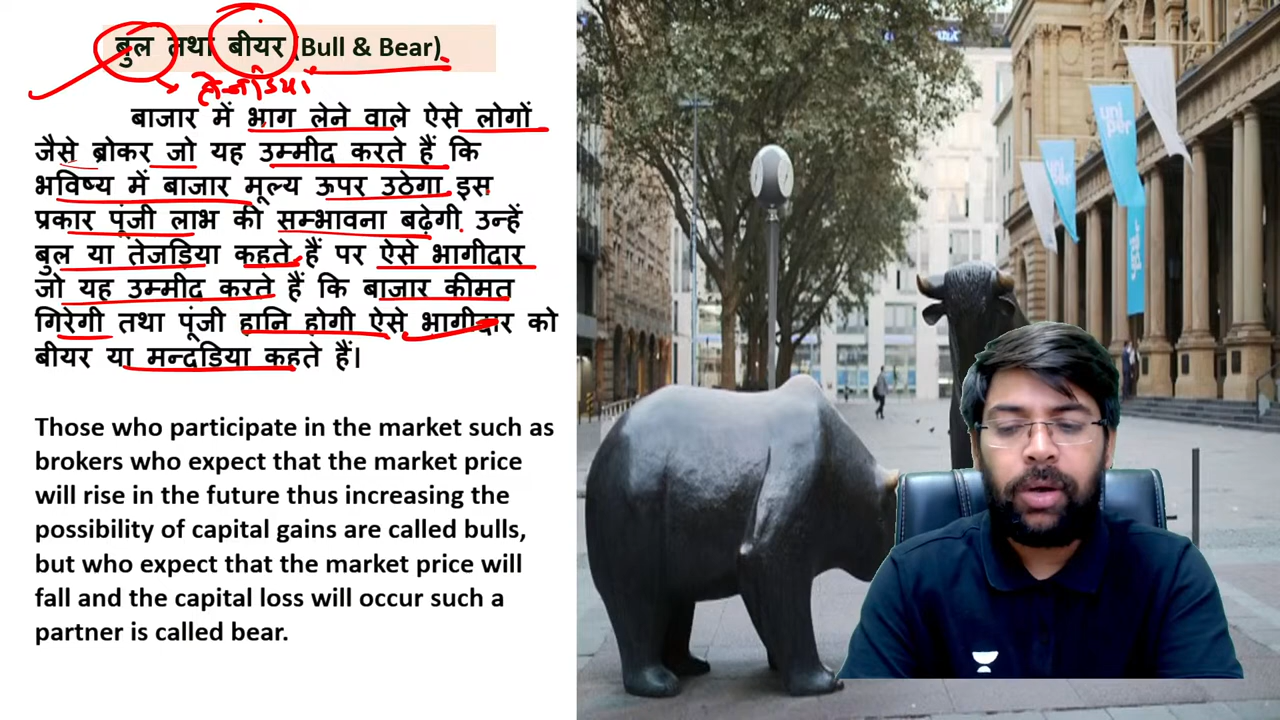 बुल तथा बीयर (Bull & Bear)
तेजडिया
बाजार में भाग लेने वाले ऐसे लोगों
जैसे ब्रोकर जो यह उम्मीद करते हैं कि
भविष्य में बाजार मूल्य ऊपर उठेगा इस
प्रकार पूंजी लाभ की सम्भावना बढ़ेगी उन्हें
बुल या तेजड़िया कहते हैं पर ऐसे भागीदार
जो यह उम्मीद करते हैं कि बाजार कीमत
गिरेगी तथा पूंजी हानि होगी ऐसे भागीदार को
बीयर या मन्दडिया कहते हैं।
Those who participate in the market such as
brokers who expect that the market price
will rise in the future thus increasing the
possibility of capital gains are called bulls,
but who expect that the market price will
fall and the capital loss will occur such a
partner is called bear.
uni
per
uni
per